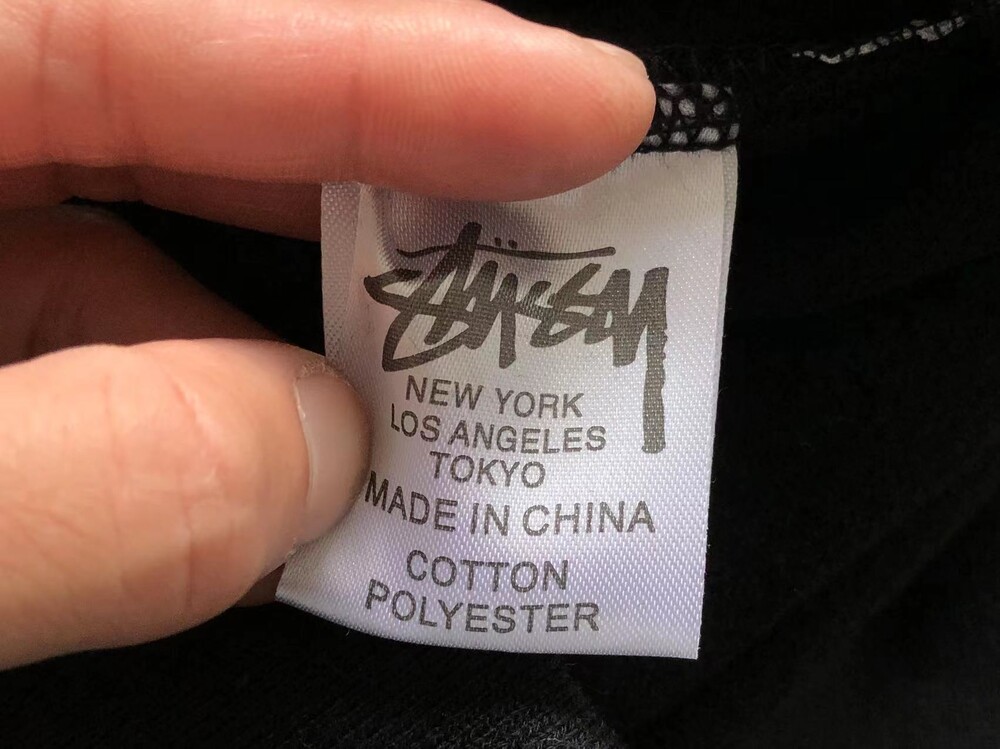 Stüssy
NEW YORK
LOS ANGELES
TOKYO
MADE IN CHINA
COTTON
POLYESTER